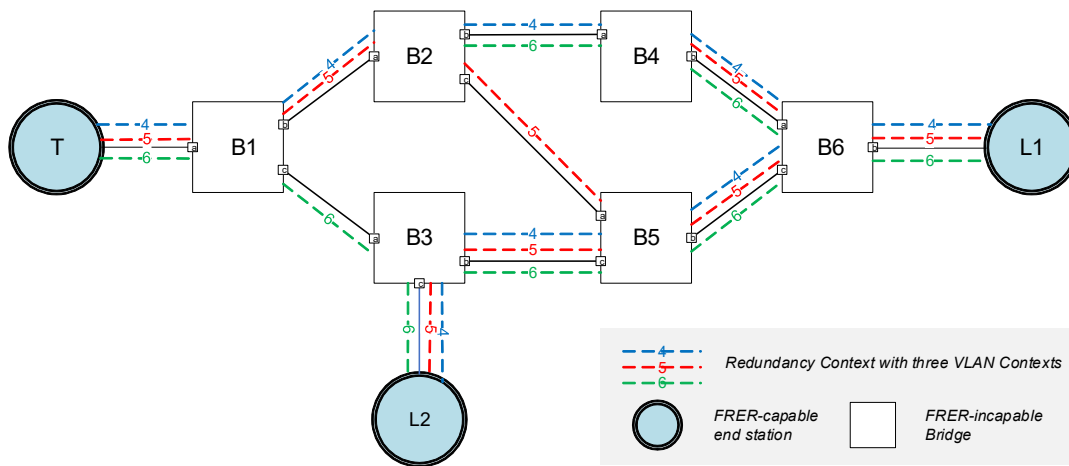 4
5
6
T
a
B1
b
c
4
5
6
a
B2
b
c
4
6
5
a
B4
b
4
5
6
a
B3
b
c
4
5
6
a
c
B5
b
4
5
6
a
c
B6
b
4
5
6
L1
6
5
4
L2
4
5
6
Redundancy Context with three VLAN Contexts
FRER-capable
end station
FRER-incapable
Bridge